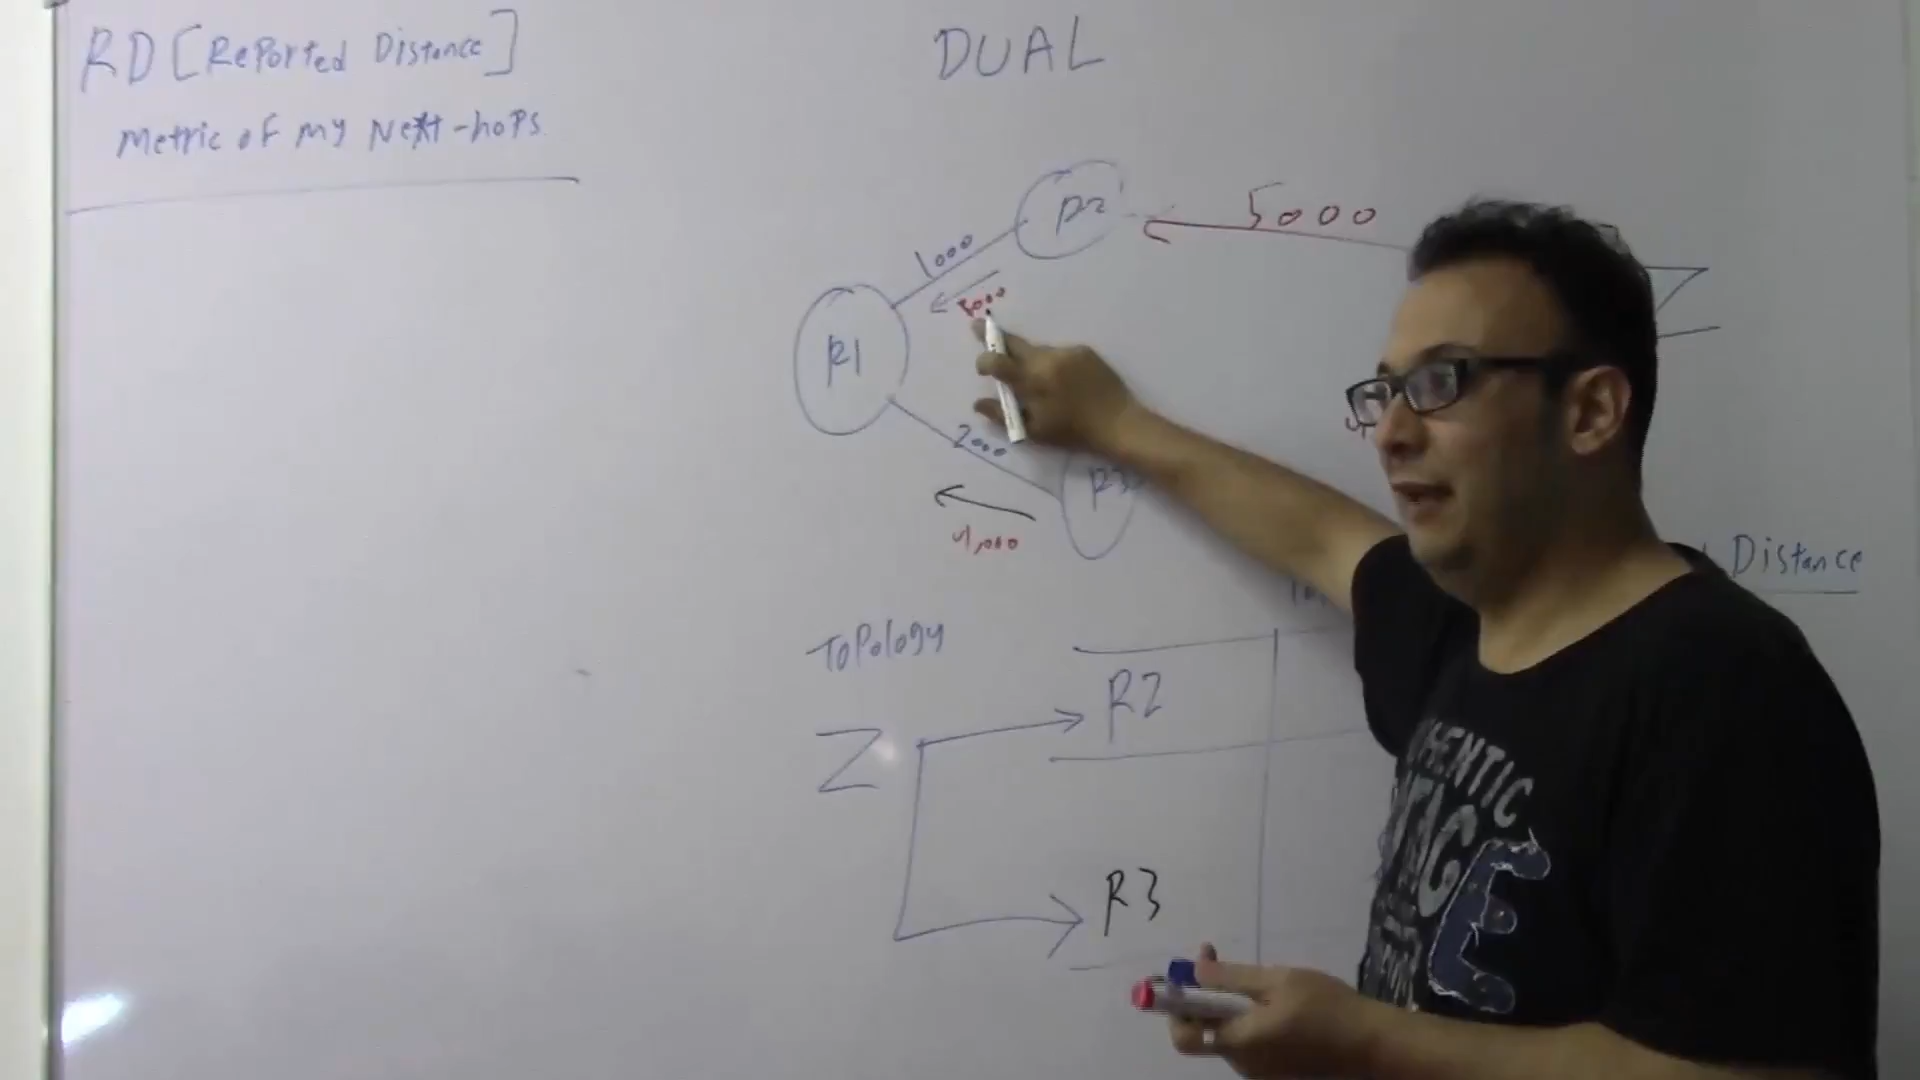 RD [Reported Distance]
Metric of my Next-hops
DUAL
R2
5000
1000
R1
2000
R3
Distance
Topology
R2
Z
R3